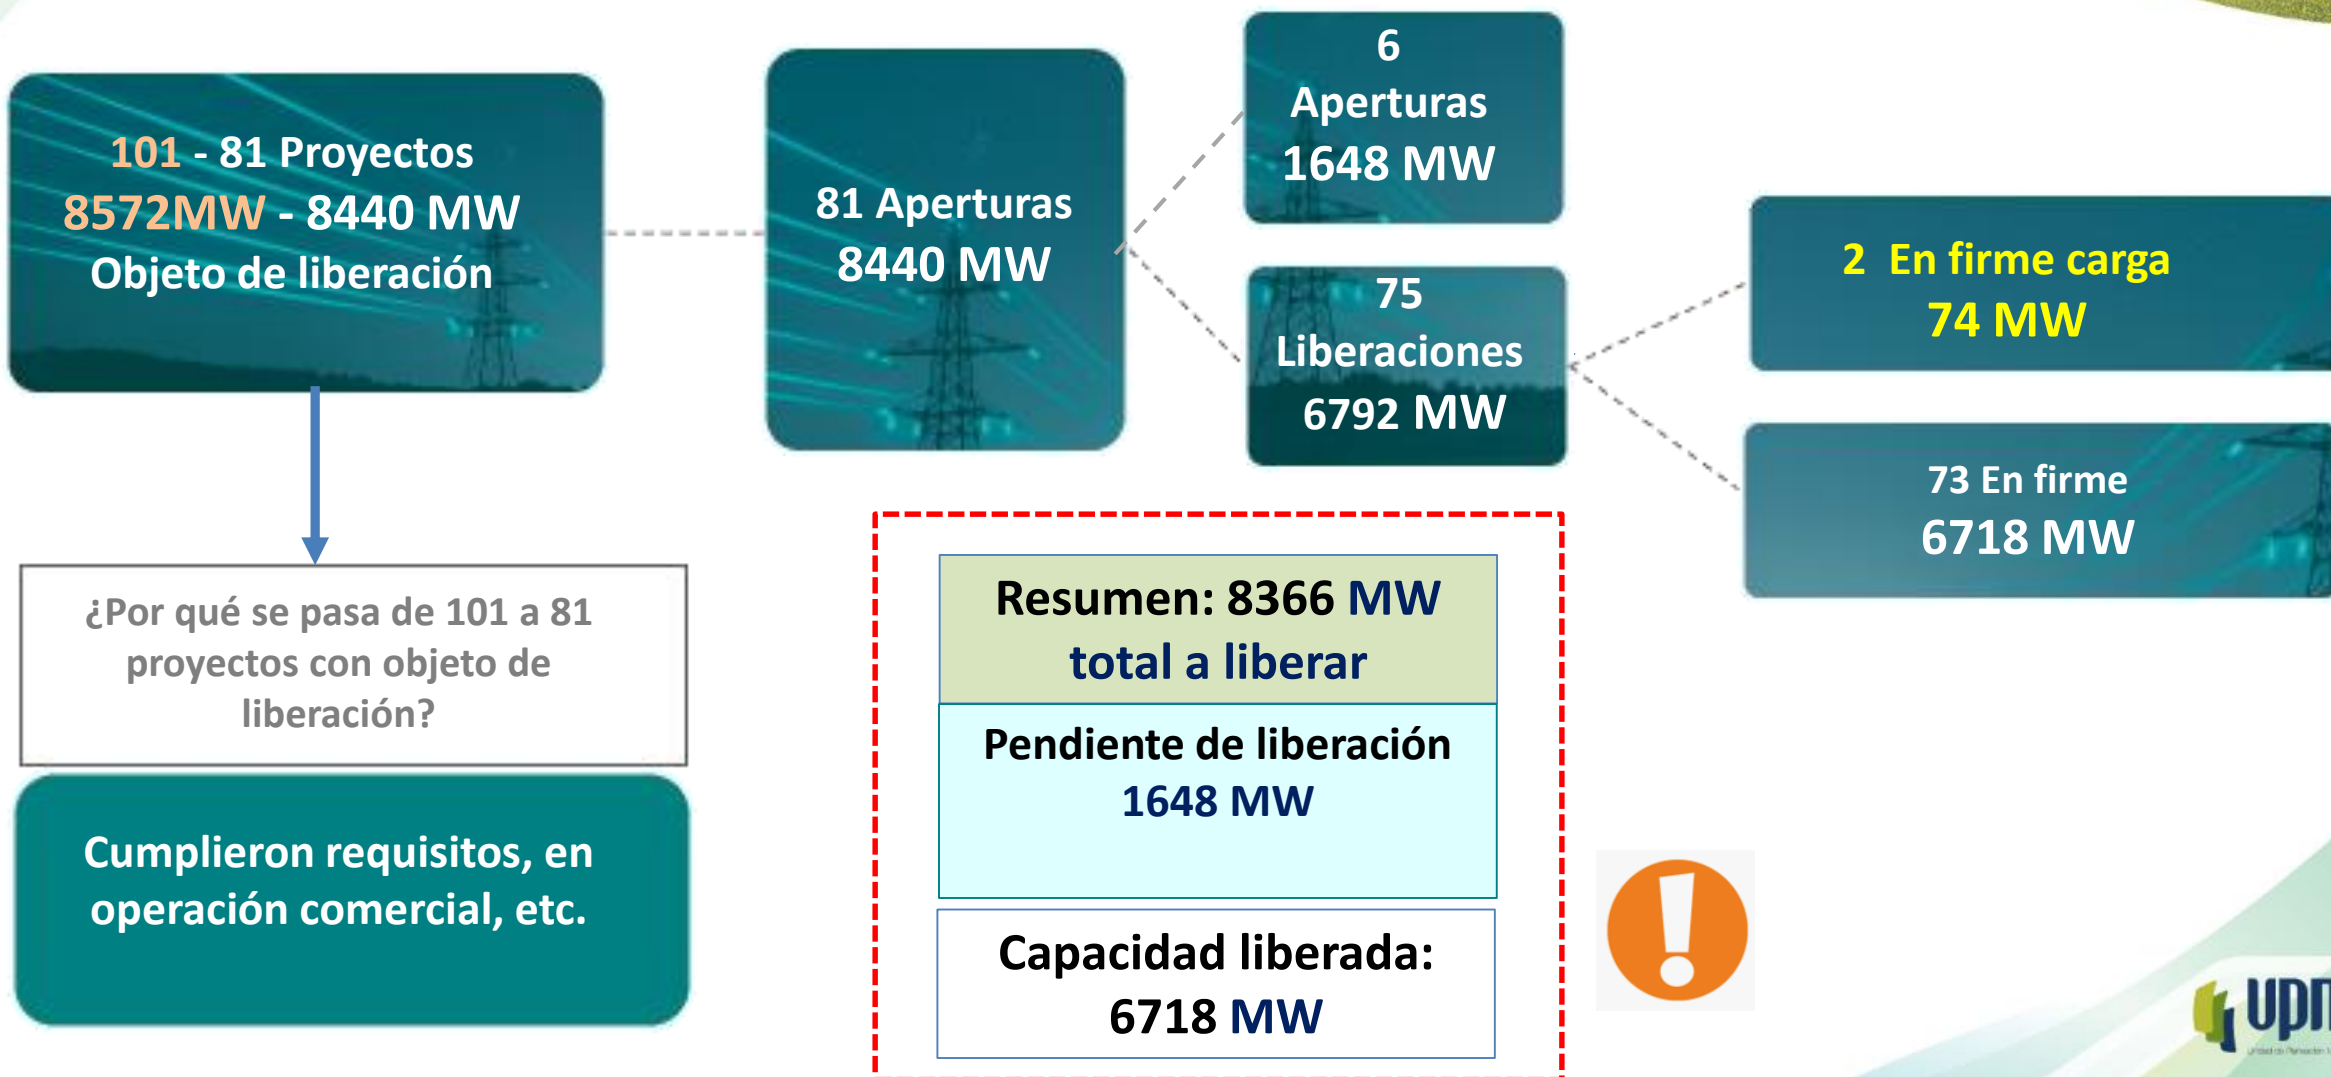 101 - 81 Proyectos
8572MW - 8440 MW
Objeto de liberación
81 Aperturas
8440 MW
6
Aperturas
1648 MW
75
Liberaciones
6792 MW
2 En firme carga
74 MW
73 En firme
6718 MW
¿Por qué se pasa de 101 a 81
proyectos con objeto de
liberación?
Cumplieron requisitos, en
operación comercial, etc.
Resumen: 8366 MW
total a liberar
Pendiente de liberación
1648 MW
Capacidad liberada:
6718 MW